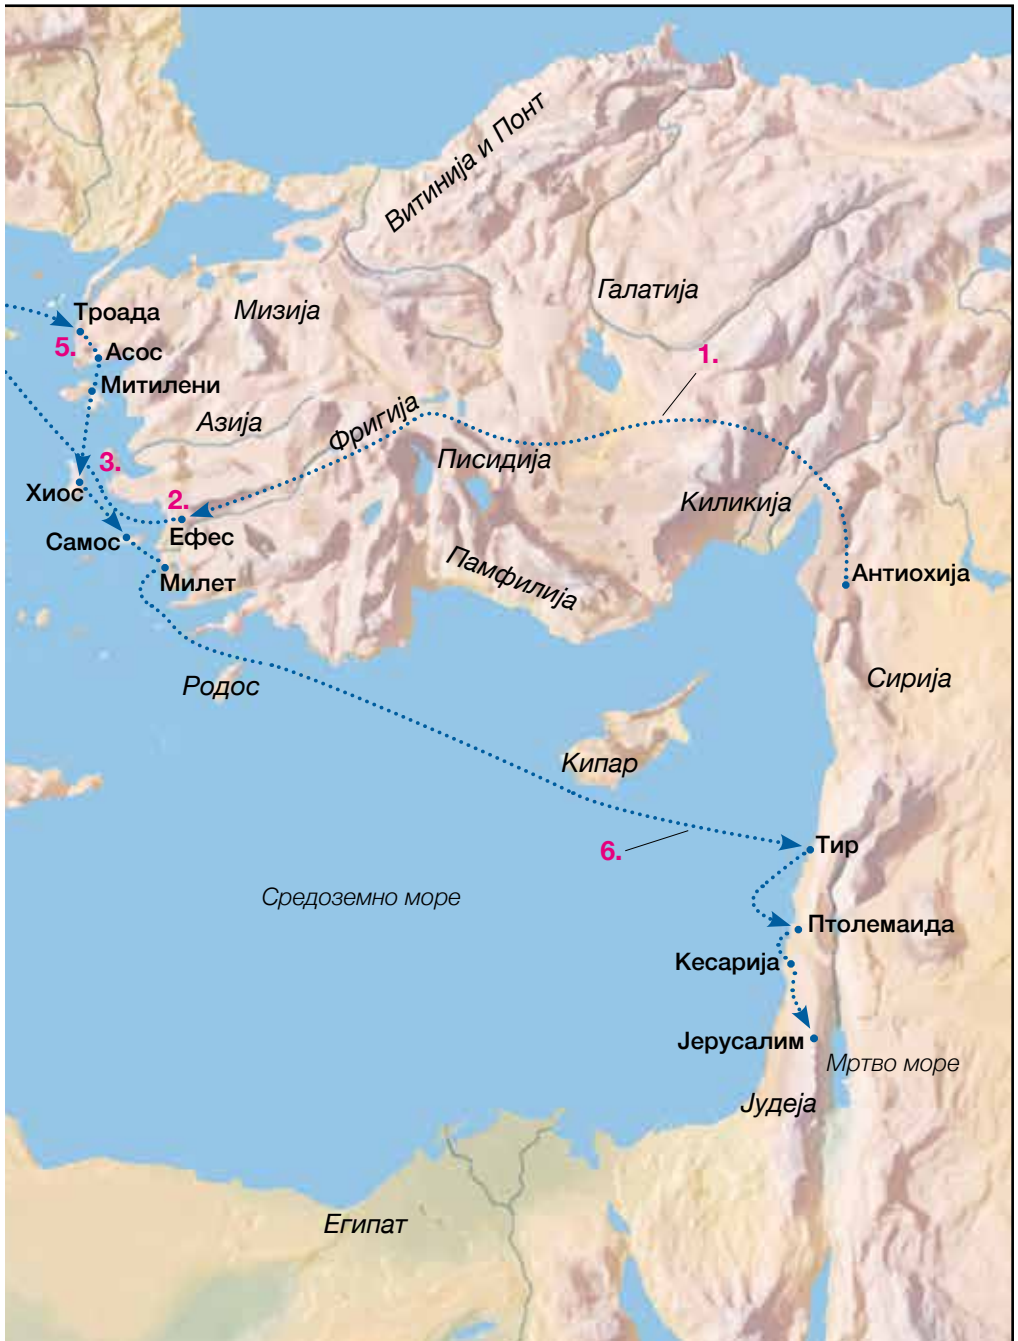 Витинија и Понт
Галатија
Мизија
Троада
5.
Асос
1.
Митилени
Азија
Фригија
Писидија
3.
Хиос
2.
Киликија
Самос
Ефес
Милет
Памфилија
Антиохија
Родос
Сирија
Кипар
6.
Тир
Средоземно море
Птолемаида
Кесарија
Јерусалим
Мртво море
Јудеја
Египат